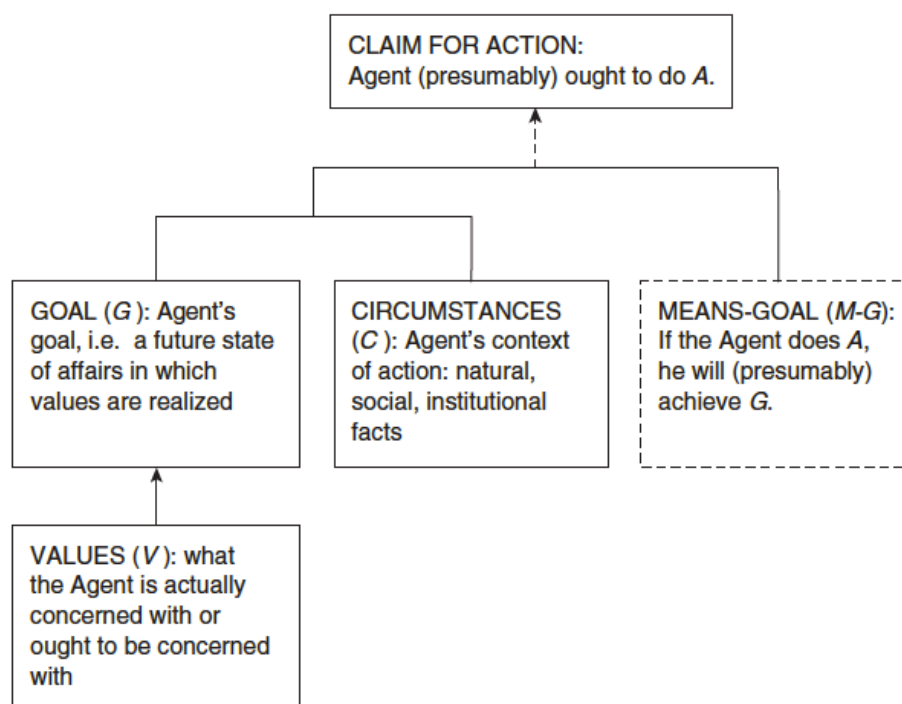 CLAIM FOR ACTION:
Agent (presumably) ought to do A.
GOAL (G): Agent's
goal, i.e. a future state
of affairs in which
values are realized
CIRCUMSTANCES
(C): Agent's context
of action: natural,
social, institutional
facts
MEANS-GOAL (M-G):
If the Agent does A,
he will (presumably)
achieve G.
VALUES (V): what
the Agent is actually
concerned with or
ought to be concerned
with